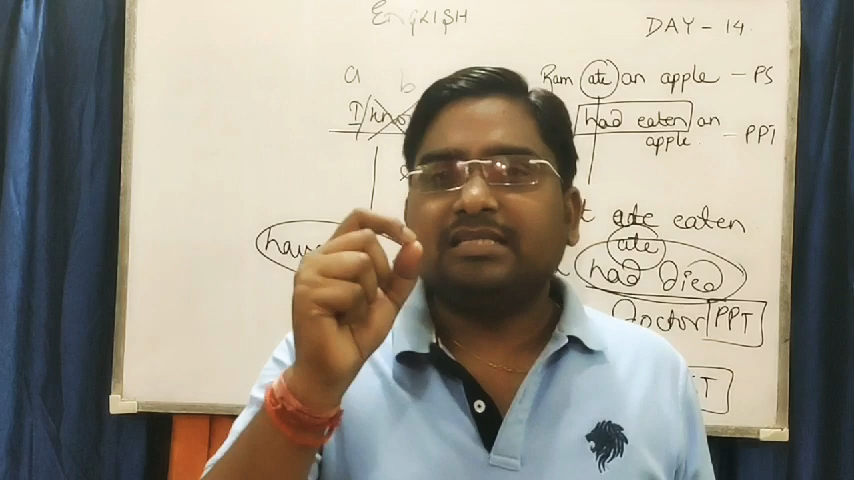 ENGLISH
DAY - 14
a b
Ram ate an apple - PS
I/
had eaten an
apple. - PPT
eaten
ate
had died
Doctor PPT